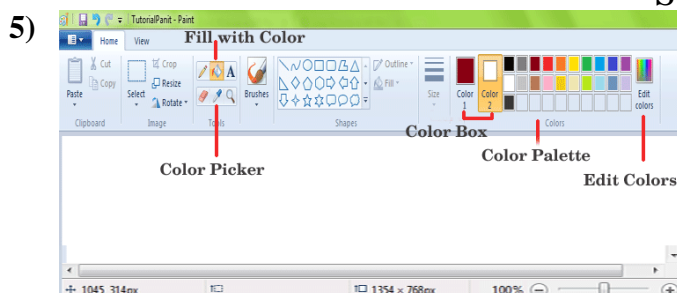 5)
S
TutorialPanit - Paint
Home View
Fill with Color
Paste
Cut
Copy
Clipboard
Select
Crop
Resize
Rotate
Image
A
Tools
Brushes
Outline
Fill
Shapes
Size
Color 1
Color 2
Edit colors
Colors
Color Box
Color Picker
Color Palette
Edit Colors
1045, 314px
1354 × 768px
100%